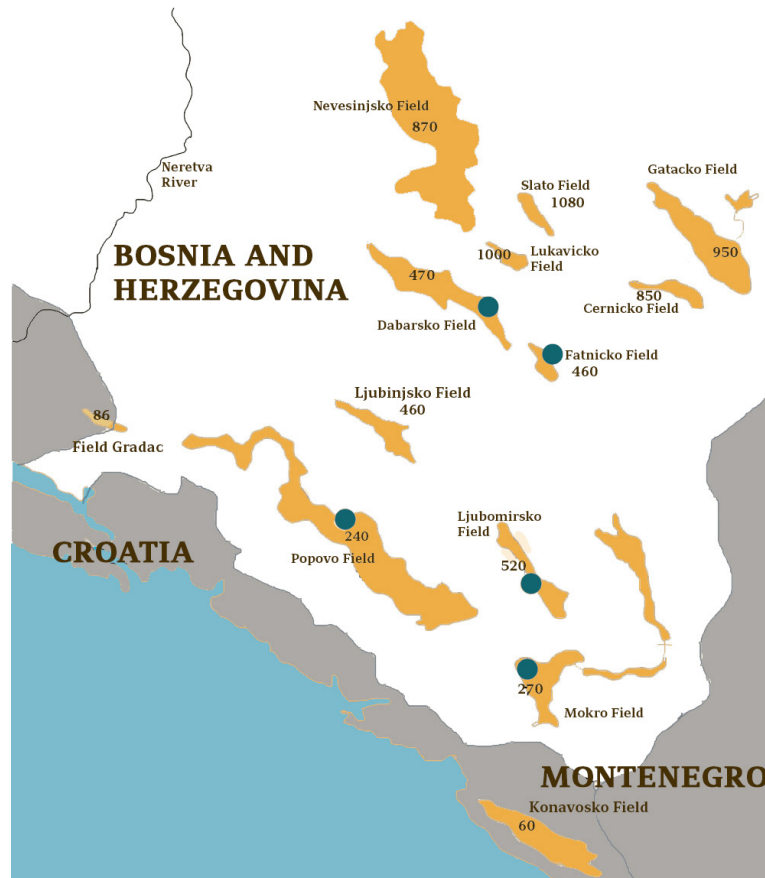 Nevesinjsko Field
870
Neretva
River
Slato Field
1080
Gatacko Field
BOSNIA AND
HERZEGOVINA
470
1000
Lukavicko
Field
950
850
Cernicko Field
Dabarsko Field
Fatnicko Field
460
Ljubinjsko Field
460
86
Field Gradac
CROATIA
240
Popovo Field
Ljubomirsko
Field
520
270
Mokro Field
MONTENEGRO
Konavosko Field
60